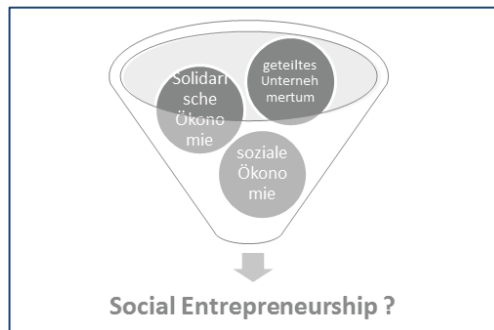 Solidari
sche
Ökono
mie
geteiltes
Unterneh
mertum
soziale
Ökono
mie
Social Entrepreneurship ?